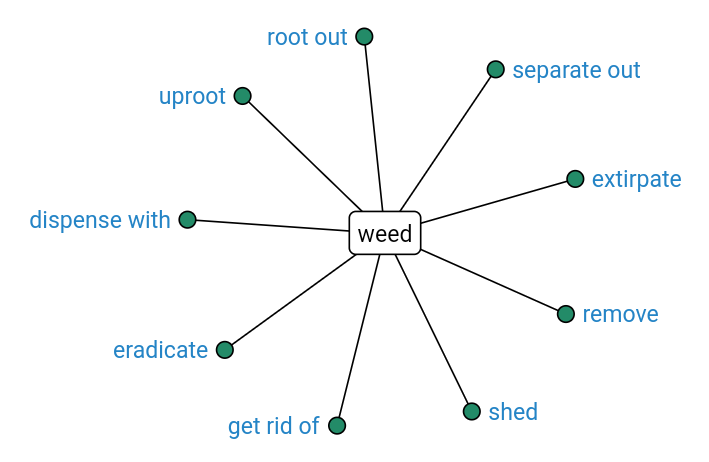 root out
separate out
uproot
extirpate
dispense with
weed
remove
eradicate
shed
get rid of